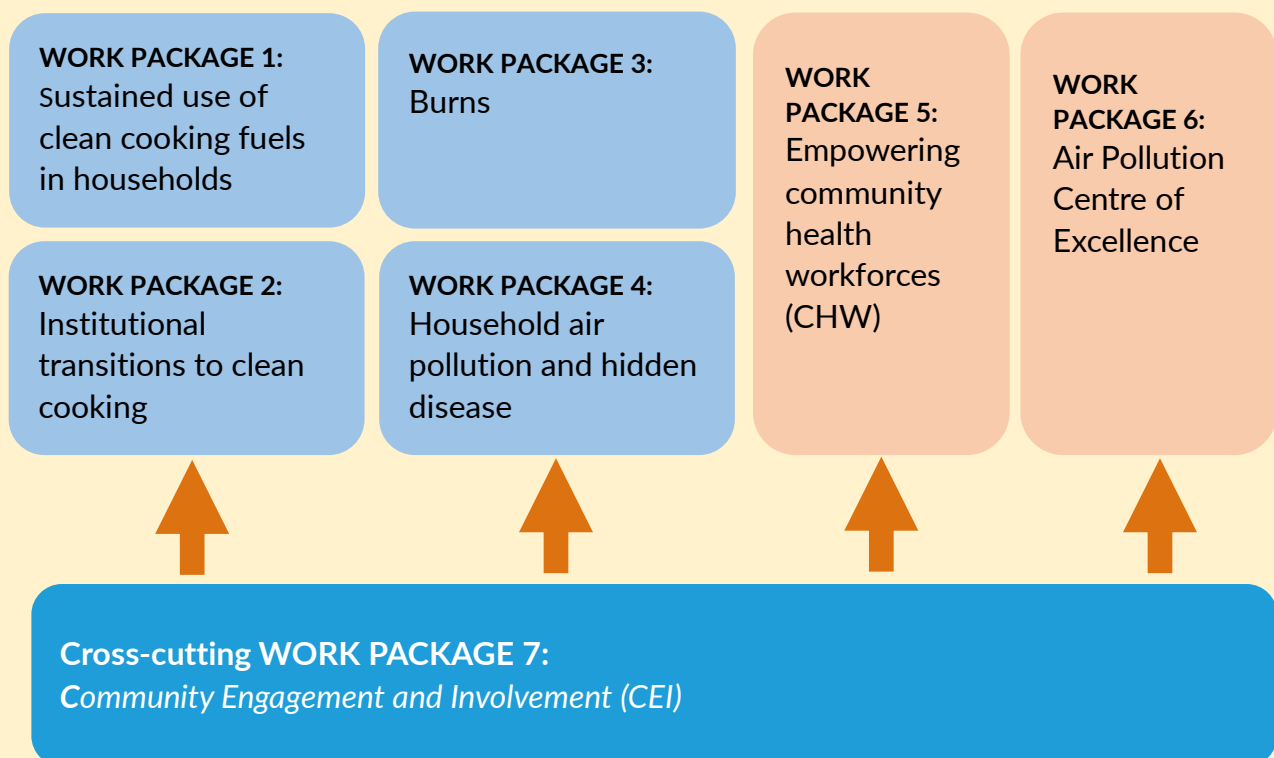 WORK PACKAGE 1:
Sustained use of
clean cooking fuels
in households
WORK PACKAGE 2:
Institutional
transitions to clean
cooking
WORK PACKAGE 3:
Burns
WORK PACKAGE 4:
Household air
pollution and hidden
disease
WORK
PACKAGE 5:
Empowering
community
health
workforces
(CHW)
WORK
PACKAGE 6:
Air Pollution
Centre of
Excellence
Cross-cutting WORK PACKAGE 7:
Community Engagement and Involvement (CEI)